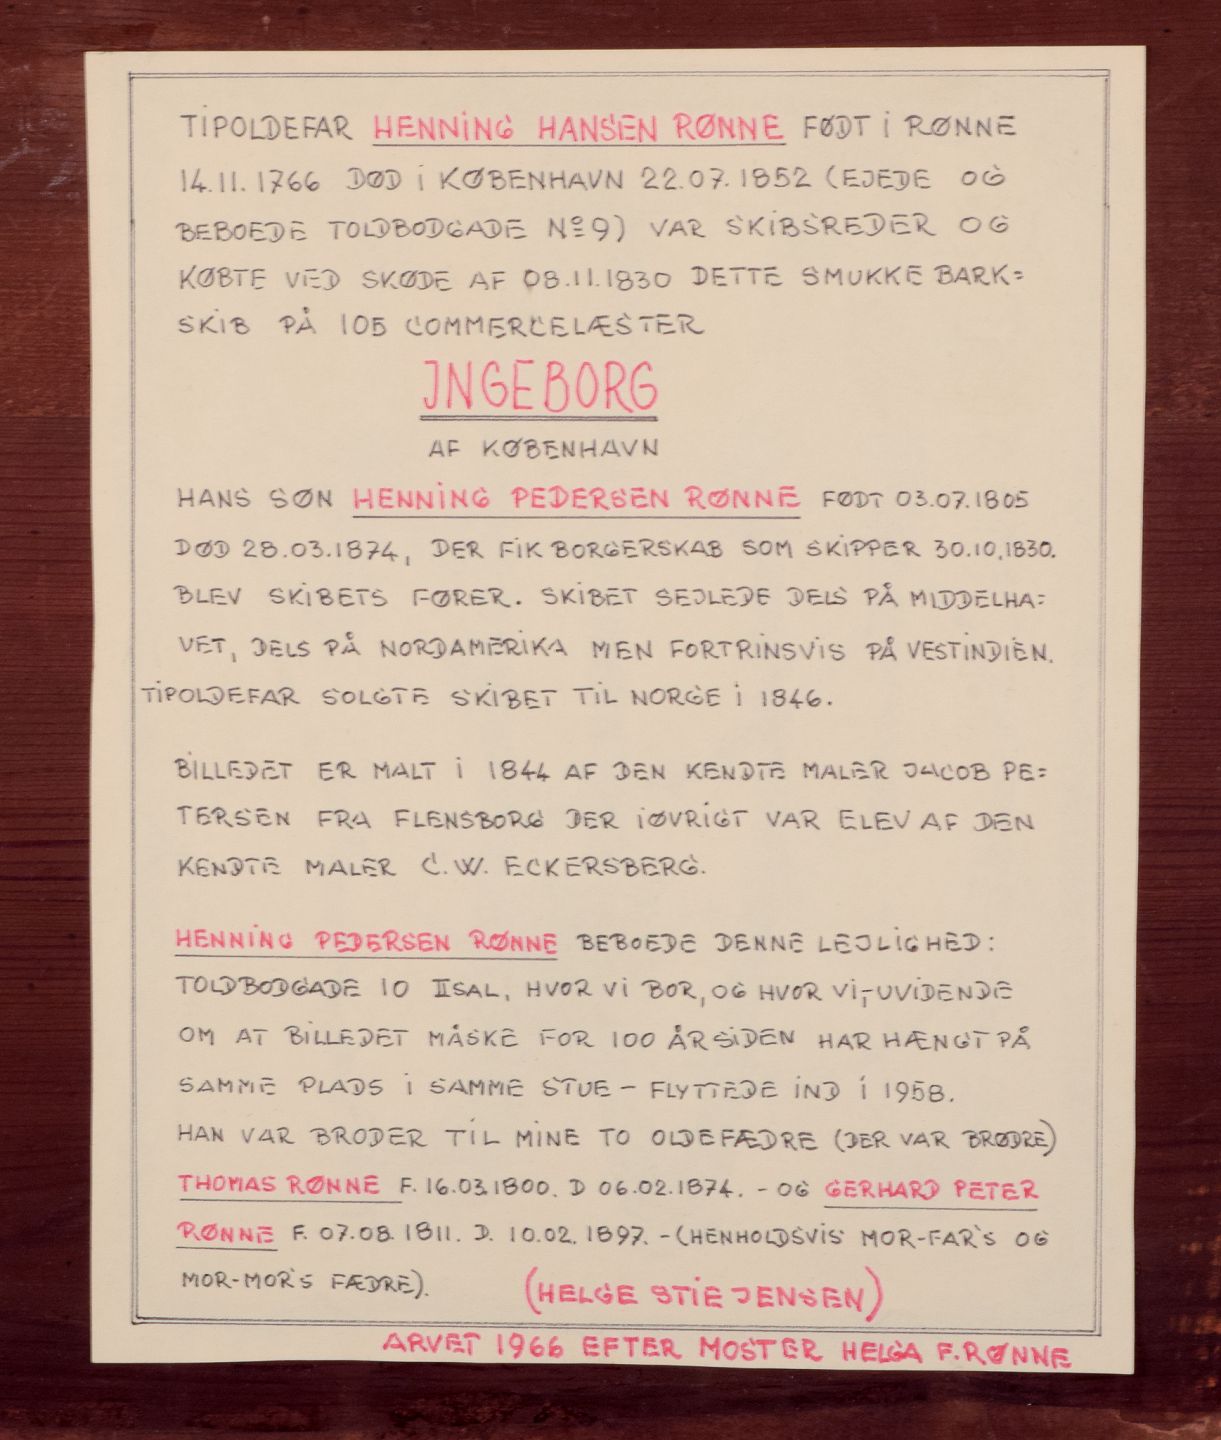 TIPOLDEFAR HENNING HANSEN RØNNE FØDT I RØNNE
14.11.1766 DØD I KØBENHAVN 22.07.1852 (EJEDE OG
BEBOEDE TOLDBODGADE Nº 9) VAR SKIBSREDER OG
KØBTE VED SKØDE AF 08.11.1830 DETTE SMUKKE BARK=
SKIB PÅ 105 COMMERCELÆSTER
INGEBORG
AF KØBENHAVN
HANS SØN HENNING PEDERSEN RØNNE FØDT 03.07.1805
DØD 28.03.1874, DER FIK BORGERSKAB SOM SKIPPER 30.10.1830.
BLEV SKIBETS FØRER. SKIBET SEJLEDE DELS PÅ MIDDELHA=
VET, DELS PÅ NORDAMERIKA MEN FORTRINSVIS PÅ VESTINDIEN.
TIPOLDEFAR SOLGTE SKIBET TIL NORGE I 1846.
BILLEDET ER MALT I 1844 AF DEN KENDTE MALER JACOB PE=
TERSEN FRA FLENSBORG DER IØVRIGT VAR ELEV AF DEN
KENDTE MALER C.W. ECKERSBERG.
HENNING PEDERSEN RØNNE BEBOEDE DENNE LEJLIGHED:
TOLDBODGADE 10 II SAL, HVOR VI BOR, OG HVOR VI,-UVIDENDE
OM AT BILLEDET MÅSKE FOR 100 ÅR SIDEN HAR HÆNGT PÅ
SAMME PLADS I SAMME STUE - FLYTTEDE IND I 1958.
HAN VAR BRODER TIL MINE TO OLDEFÆDRE (DER VAR BRØDRE)
THOMAS RØNNE F. 16.03.1800. D 06.02.1874. - OG GERHARD PETER
RØNNE F. 07.08.1811. D. 10.02.1897. - (HENHOLDSVIS MOR-FAR'S OG
MOR-MOR'S FÆDRE). (HELGE STIE JENSEN)
ARVET 1966 EFTER MOSTER HELGA F. RØNNE